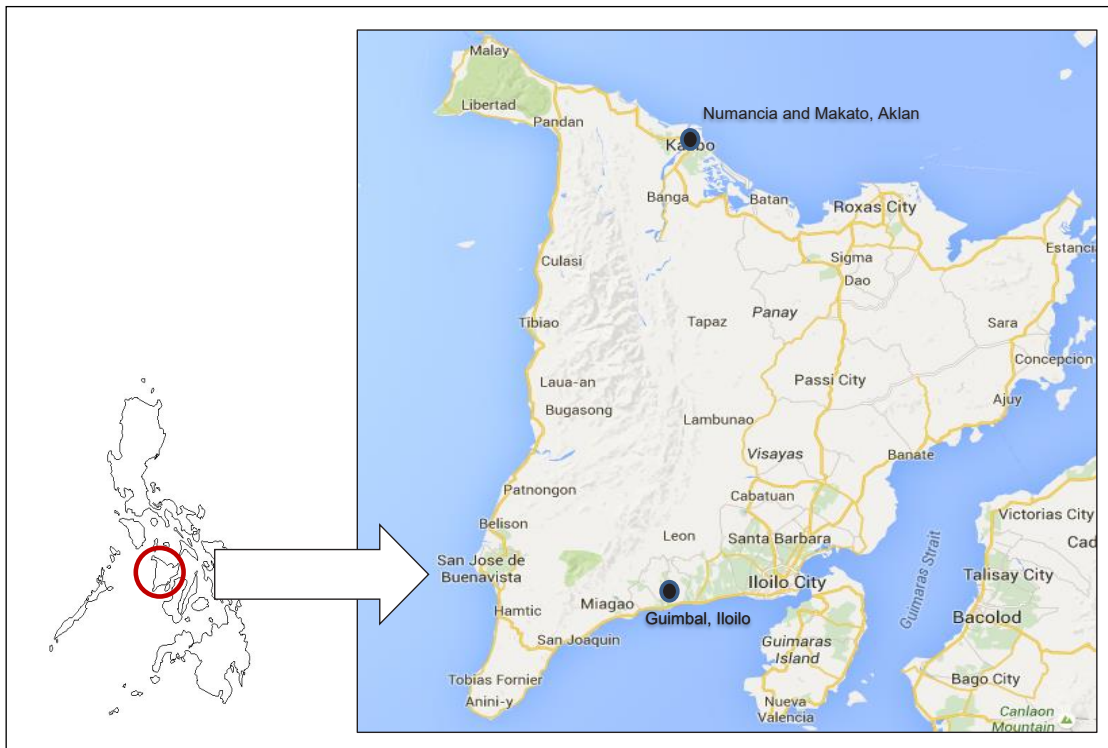 Malay
Libertad
Pandan
Numancia and Makato, Aklan
Banga
Batan
Roxas City
Estancia
Culasi
Sigma
Dao
Panay
Tibiao
Tapaz
Sara
Concepcion
Laua-an
Passi City
Bugasong
Ajuy
Lambunao
Visayas
Banate
Patnongon
Cabatuan
Victorias City
Belison
Leon
Santa Barbara
San Jose de
Buenavista
Iloilo City
Talisay City
Guimaras Strait
Hamtic
Miagao
Guimbal, Iloilo
Bacolod
San Joaquin
Guimaras
Island
Tobias Fornier
Bago City
Anini-y
Nueva
Valencia
Canlaon
Mountain